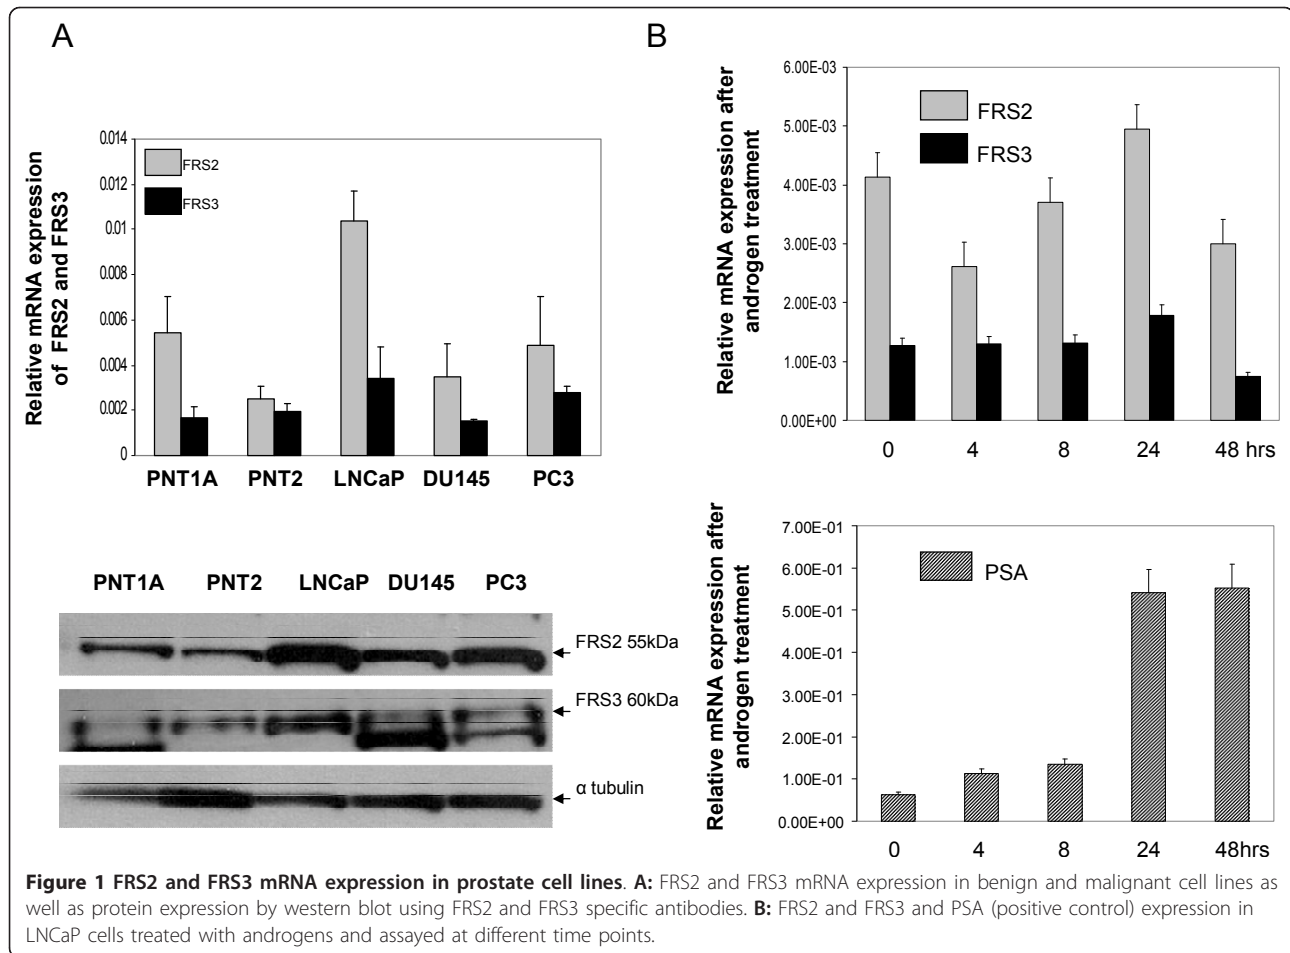 A
Relative mRNA expression
of FRS2 and FRS3
0.014
0.012
0.01
0.008
0.006
0.004
0.002
0
FRS2
FRS3
PNT1A PNT2 LNCaP DU145 PC3
PNT1A PNT2 LNCaP DU145 PC3
FRS2 55kDa
FRS3 60kDa
α tubulin
B
Relative mRNA expression after
androgen treatment
6.00E-03
5.00E-03
4.00E-03
3.00E-03
2.00E-03
1.00E-03
0.00E+00
FRS2
FRS3
0 4 8 24 48 hrs
Relative mRNA expression after
androgen treatment
7.00E-01
6.00E-01
5.00E-01
4.00E-01
3.00E-01
2.00E-01
1.00E-01
0.00E+00
PSA
0 4 8 24 48hrs
Figure 1 FRS2 and FRS3 mRNA expression in prostate cell lines. A: FRS2 and FRS3 mRNA expression in benign and malignant cell lines as
well as protein expression by western blot using FRS2 and FRS3 specific antibodies. B: FRS2 and FRS3 and PSA (positive control) expression in
LNCaP cells treated with androgens and assayed at different time points.